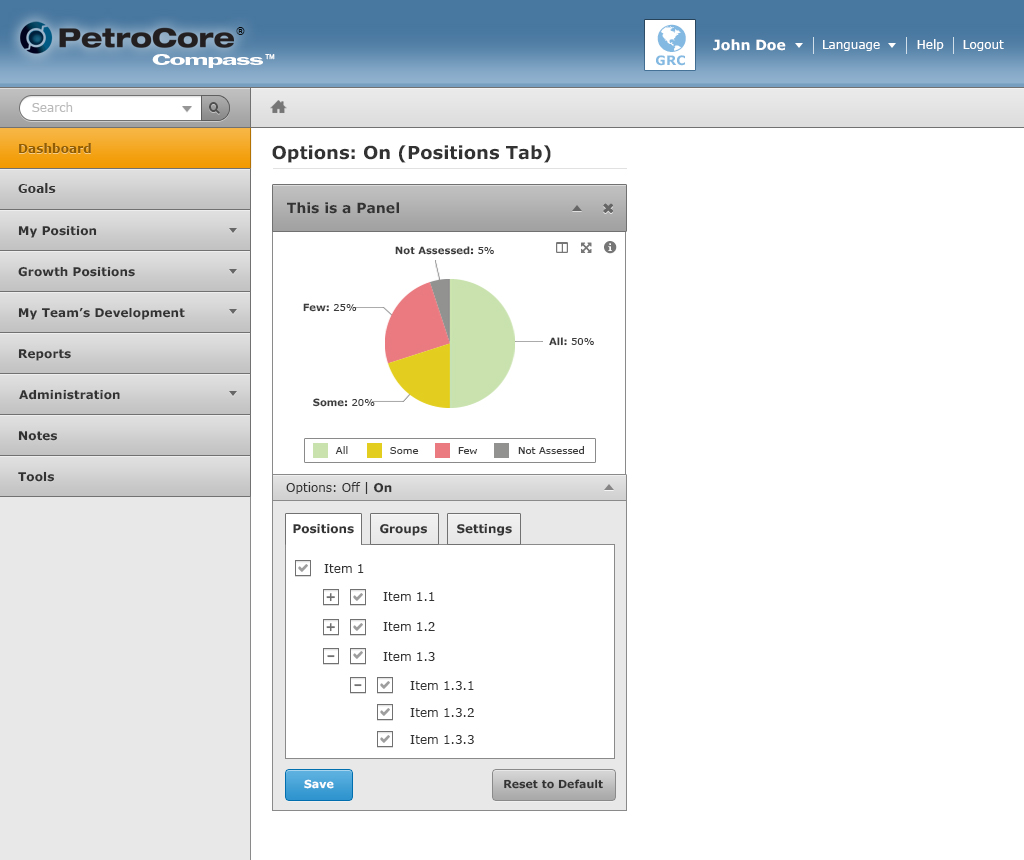 PetroCore®
Compass™
GRC
John Doe
Language
Help
Logout
Search
Dashboard
Goals
My Position
Growth Positions
My Team’s Development
Reports
Administration
Notes
Tools
Options: On (Positions Tab)
This is a Panel
Not Assessed: 5%
Few: 25%
All: 50%
Some: 20%
All Some Few Not Assessed
Options: Off | On
Positions Groups Settings
Item 1
Item 1.1
Item 1.2
Item 1.3
Item 1.3.1
Item 1.3.2
Item 1.3.3
Save
Reset to Default